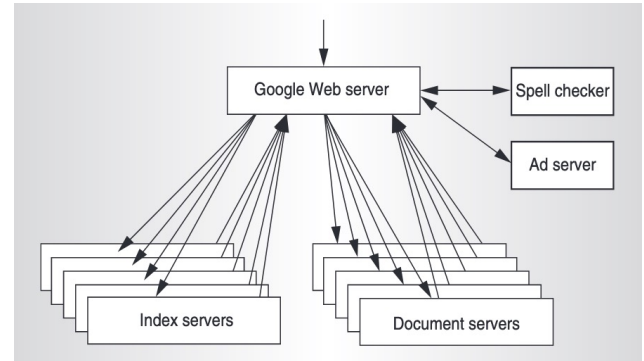 Google Web server
Spell checker
Ad server
Index servers
Document servers